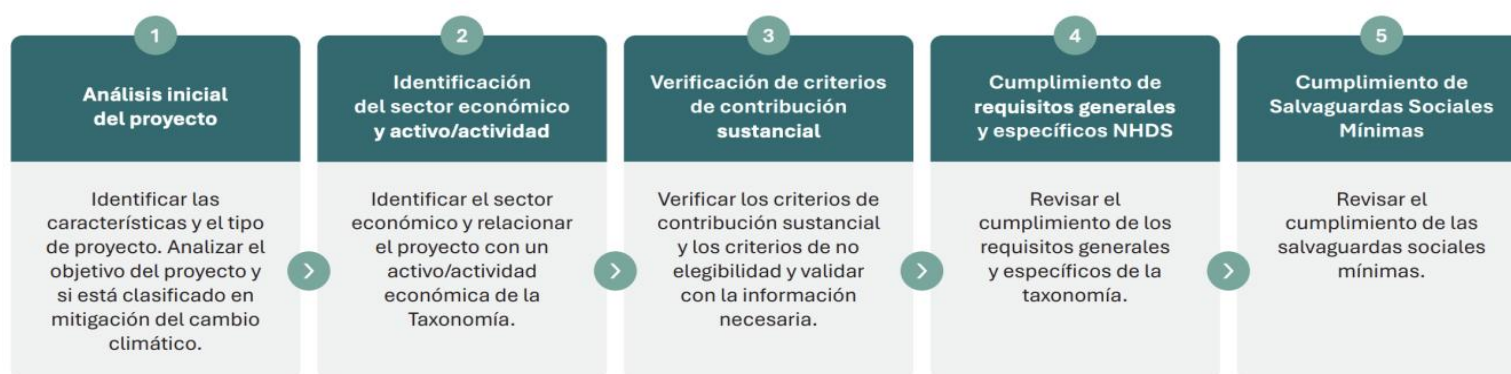 1
Análisis inicial
del proyecto
Identificar las
características y el tipo
de proyecto. Analizar el
objetivo del proyecto y
si está clasificado en
mitigación del cambio
climático.
2
Identificación
del sector económico
y activo/actividad
Identificar el sector
económico y relacionar
el proyecto con un
activo/actividad
económica de la
Taxonomía.
3
Verificación de criterios
de contribución
sustancial
Verificar los criterios de
contribución sustancial
y los criterios de no
elegibilidad y validar
con la información
necesaria.
4
Cumplimiento de
requisitos generales
y específicos NHDS
Revisar el
cumplimiento de los
requisitos generales
y específicos de la
taxonomía.
5
Cumplimiento de
Salvaguardas Sociales
Mínimas
Revisar el
cumplimiento de las
salvaguardas sociales
mínimas.